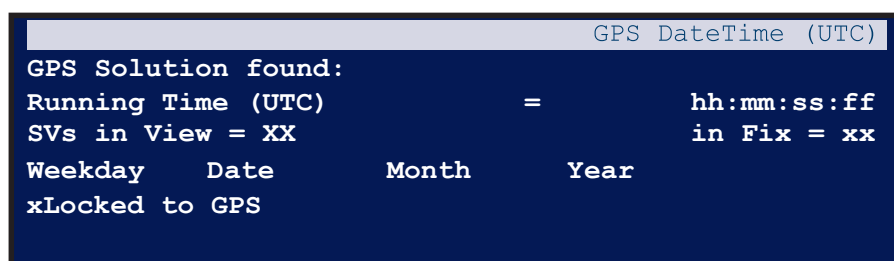 GPS DateTime (UTC)
GPS Solution found:
Running Time (UTC) = hh:mm:ss:ff
SVs in View = XX in Fix = xx
Weekday Date Month Year
xLocked to GPS